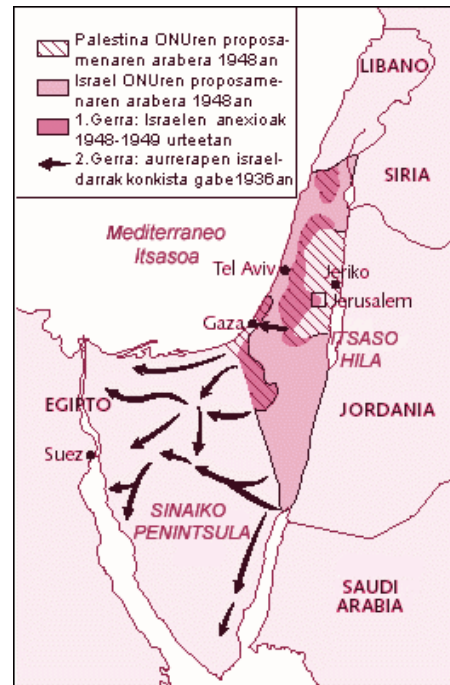 Palestina ONUren proposa-
menaren arabera 1948an
Israel ONUren proposame-
naren arabera 1948an
1.Gerra: Israelen anexioak
1948-1949 urteetan
2.Gerra: aurrerapen israel-
darrak konkista gabe1936an
LIBANO
SIRIA
Mediterraneo
Itsasoa
Tel Aviv
Jeriko
Jerusalem
Gaza
ITSASO
HILA
EGIPTO
JORDANIA
Suez
SINAIKO
PENINTSULA
SAUDI
ARABIA